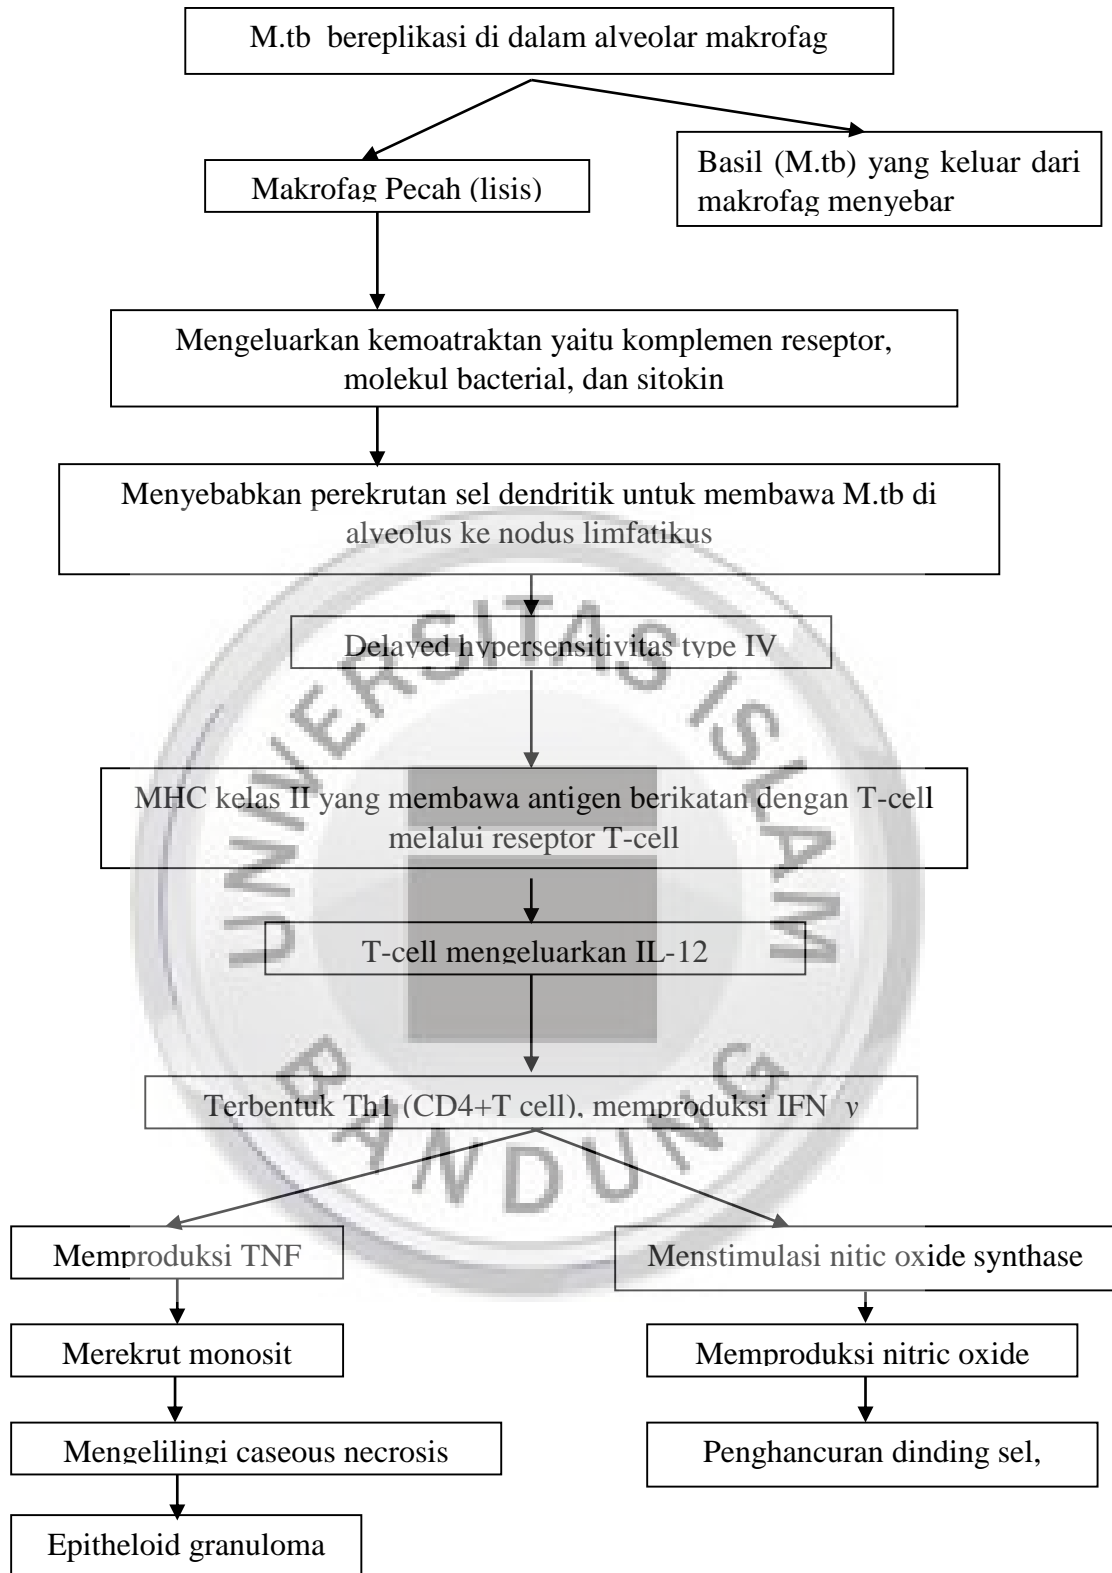 M.tb bereplikasi di dalam alveolar makrofag
Makrofag Pecah (lisis)
Basil (M.tb) yang keluar dari
makrofag menyebar
Mengeluarkan kemoatraktan yaitu komplemen reseptor,
molekul bacterial, dan sitokin
Menyebabkan perekrutan sel dendritik untuk membawa M.tb di
alveolus ke nodus limfatikus
Delayed hypersensitivitas type IV
MHC kelas II yang membawa antigen berikatan dengan T-cell
melalui reseptor T-cell
T-cell mengeluarkan IL-12
Terbentuk Th1 (CD4+T cell), memproduksi IFN γ
Memproduksi TNF
Menstimulasi nitic oxide synthase
Merekrut monosit
Memproduksi nitric oxide
Mengelilingi caseous necrosis
Penghancuran dinding sel,
Epitheloid granuloma
UNIVERSITAS ISLAM
BANDUNG